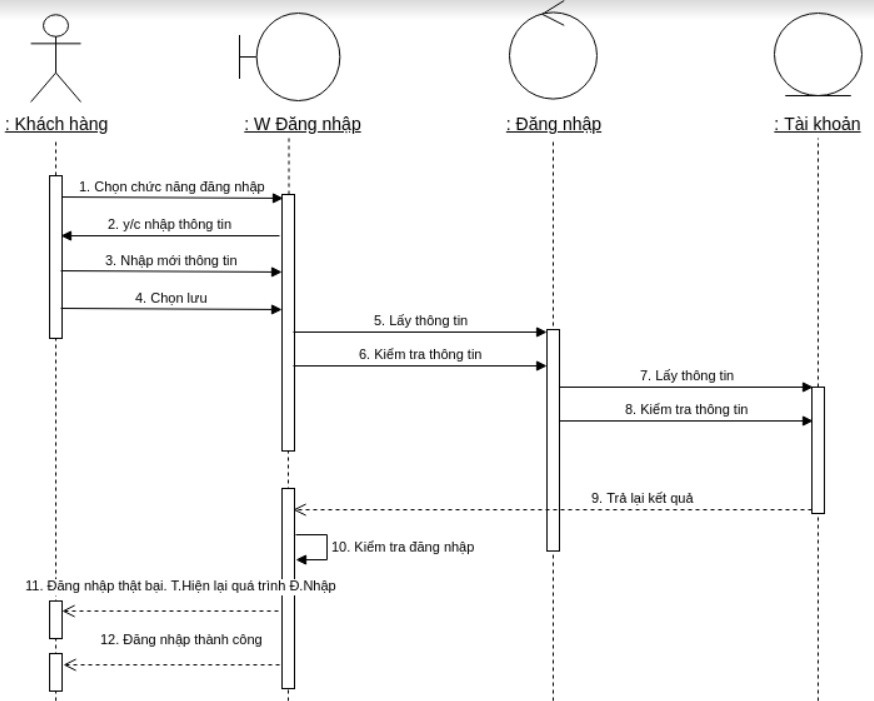 : Khách hàng
: W Đăng nhập
: Đăng nhập
: Tài khoản
1. Chọn chức năng đăng nhập
2. y/c nhập thông tin
3. Nhập mới thông tin
4. Chọn lưu
5. Lấy thông tin
6. Kiểm tra thông tin
7. Lấy thông tin
8. Kiểm tra thông tin
9. Trả lại kết quả
10. Kiểm tra đăng nhập
11. Đăng nhập thật bại. T.Hiện lại quá trình Đ.Nhập
12. Đăng nhập thành công